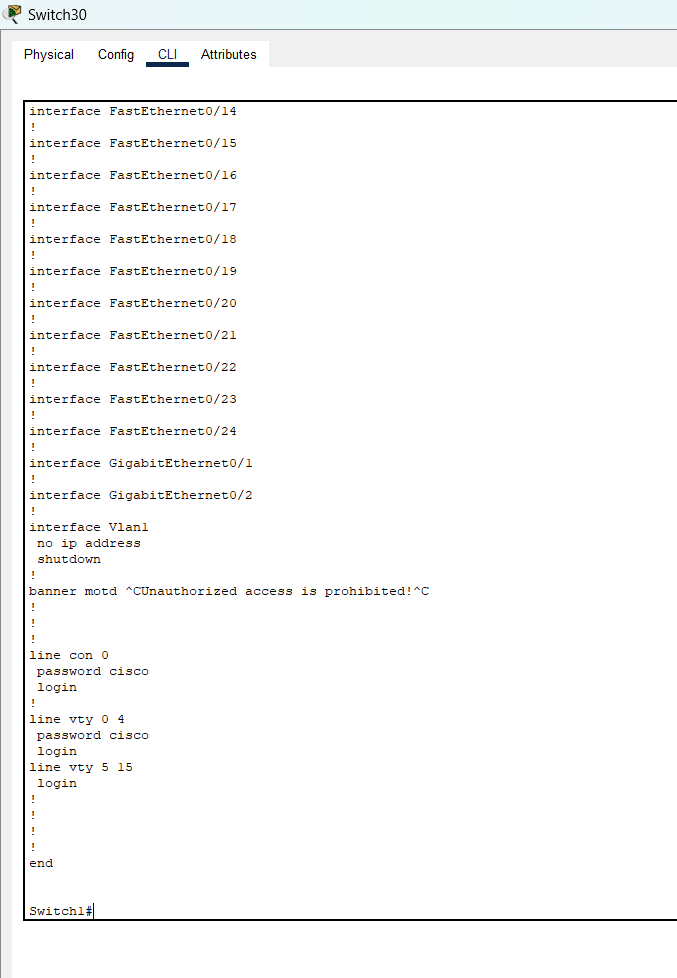 Switch30
Physical Config CLI Attributes
interface FastEthernet0/14
!
interface FastEthernet0/15
!
interface FastEthernet0/16
!
interface FastEthernet0/17
!
interface FastEthernet0/18
!
interface FastEthernet0/19
!
interface FastEthernet0/20
!
interface FastEthernet0/21
!
interface FastEthernet0/22
!
interface FastEthernet0/23
!
interface FastEthernet0/24
!
interface GigabitEthernet0/1
!
interface GigabitEthernet0/2
!
interface Vlan1
 no ip address
 shutdown
!
banner motd ^CUnauthorized access is prohibited!^C
!
!
!
line con 0
 password cisco
 login
!
line vty 0 4
 password cisco
 login
line vty 5 15
 login
!
!
!
!
end
Switch1#